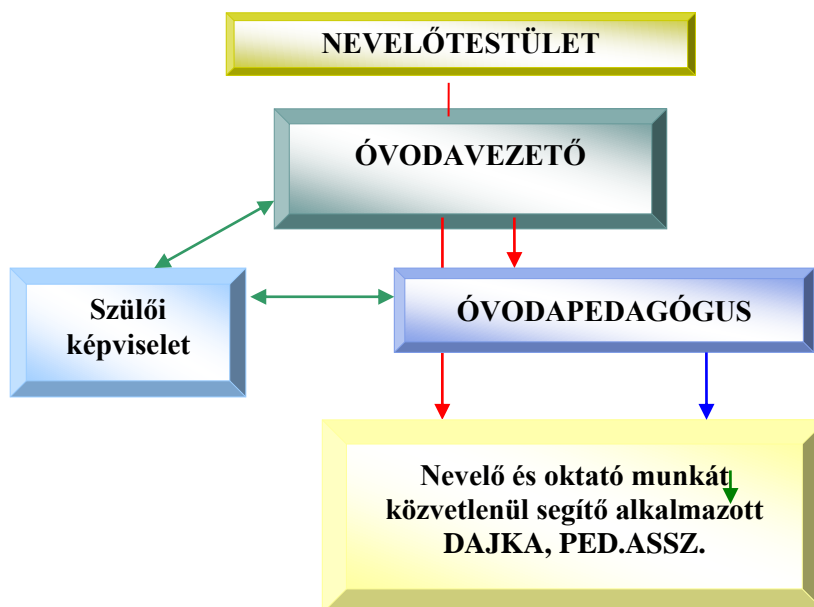 NEVELŐTESTÜLET
ÓVODAVEZETŐ
Szülői
képviselet
ÓVODAPEDAGÓGUS
Nevelő és oktató munkát
közvetlenül segítő alkalmazott
DAJKA, PED.ASSZ.